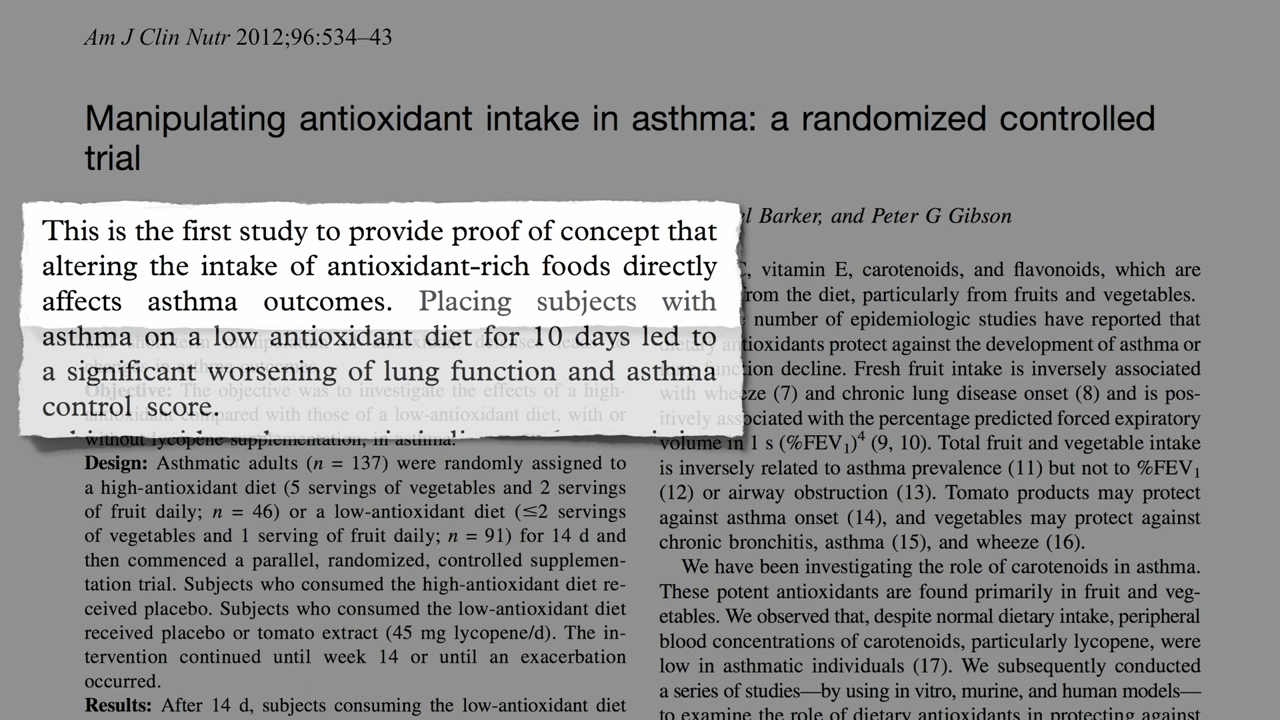 Am J Clin Nutr 2012;96:534–43
Manipulating antioxidant intake in asthma: a randomized controlled
trial
Barker, and Peter G Gibson
This is the first study to provide proof of concept that
altering the intake of antioxidant-rich foods directly
affects asthma outcomes. Placing subjects with
asthma on a low antioxidant diet for 10 days led to
a significant worsening of lung function and asthma
control score.
Objective: The objective was to investigate the effects of a high-
antioxidant compared with those of a low-antioxidant diet, with or
without lycopene supplementation, in asthma.
Design: Asthmatic adults (n = 137) were randomly assigned to
a high-antioxidant diet (5 servings of vegetables and 2 servings
of fruit daily; n = 46) or a low-antioxidant diet (≤2 servings
of vegetables and 1 serving of fruit daily; n = 91) for 14 d and
then commenced a parallel, randomized, controlled supplemen-
tation trial. Subjects who consumed the high-antioxidant diet re-
ceived placebo. Subjects who consumed the low-antioxidant diet
received placebo or tomato extract (45 mg lycopene/d). The in-
tervention continued until week 14 or until an exacerbation
occurred.
Results: After 14 d, subjects consuming the low-antioxidant diet
, vitamin E, carotenoids, and flavonoids, which are
from the diet, particularly from fruits and vegetables.
number of epidemiologic studies have reported that
dietary antioxidants protect against the development of asthma or
function decline. Fresh fruit intake is inversely associated
with wheeze (7) and chronic lung disease onset (8) and is pos-
itively associated with the percentage predicted forced expiratory
volume in 1 s (%FEV₁)⁴ (9, 10). Total fruit and vegetable intake
is inversely related to asthma prevalence (11) but not to %FEV₁
(12) or airway obstruction (13). Tomato products may protect
against asthma onset (14), and vegetables may protect against
chronic bronchitis, asthma (15), and wheeze (16).
We have been investigating the role of carotenoids in asthma.
These potent antioxidants are found primarily in fruit and veg-
etables. We observed that, despite normal dietary intake, peripheral
blood concentrations of carotenoids, particularly lycopene, were
low in asthmatic individuals (17). We subsequently conducted
a series of studies—by using in vitro, murine, and human models—
to examine the role of dietary antioxidants in protecting against